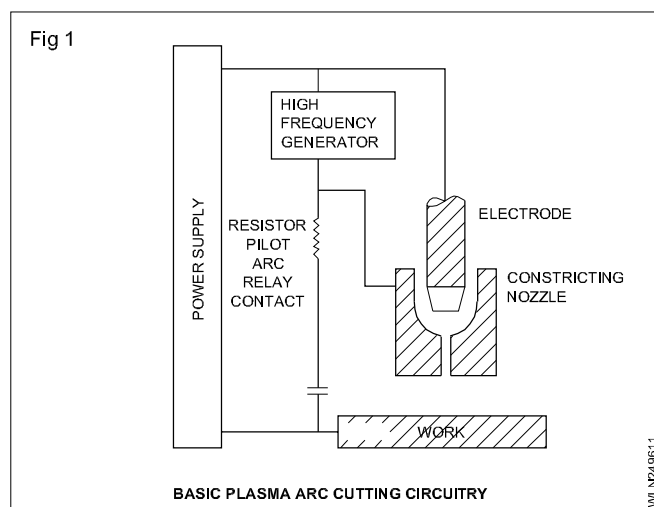 Fig 1
HIGH
FREQUENCY
GENERATOR
POWER SUPPLY
RESISTOR
PILOT
ARC
RELAY
CONTACT
ELECTRODE
CONSTRICTING
NOZZLE
WORK
BASIC PLASMA ARC CUTTING CIRCUITRY
WLN249611